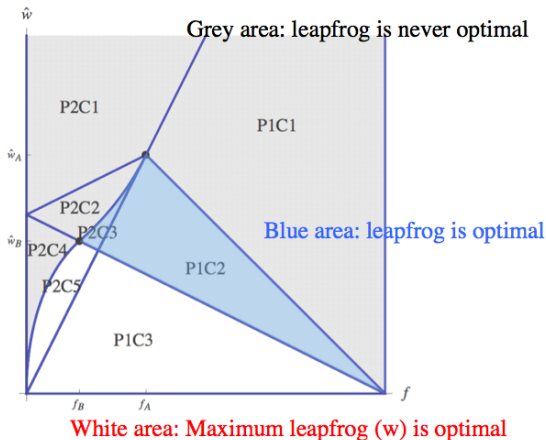 ŵ
Grey area: leapfrog is never optimal
P2C1
P1C1
ŵA
P2C2
P2C3
ŵB
Blue area: leapfrog is optimal
P2C4
P1C2
P2C5
P1C3
f
fB
fA
White area: Maximum leapfrog (w) is optimal